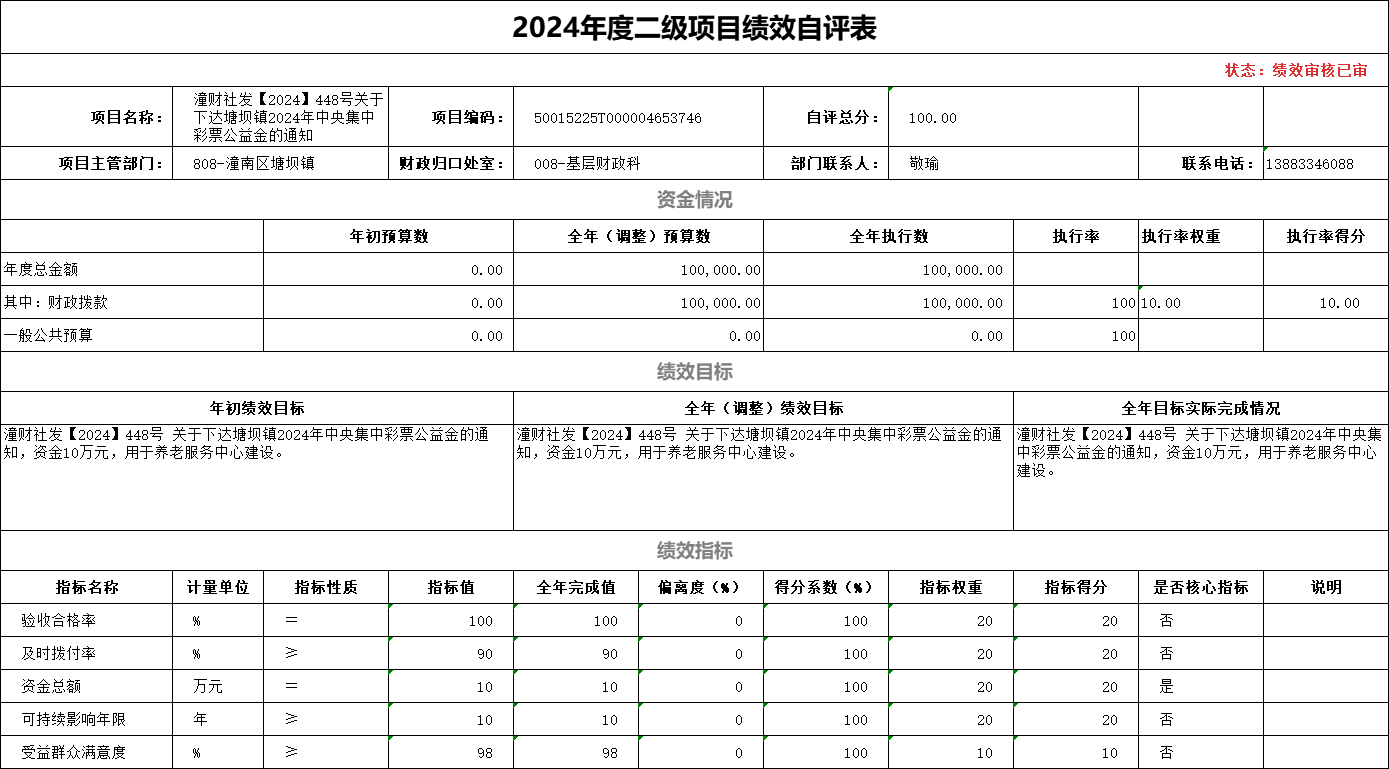 2024年度二级项目绩效自评表
状态：绩效审核已审
项目名称： 潼财社发【2024】448号关于下达塘坝镇2024年中央集中彩票公益金的通知 项目编码： 50015225T000004653746 自评总分： 100.00
项目主管部门： 808-潼南区塘坝镇 财政归口处室： 008-基层财政科 部门联系人： 敬瑜 联系电话： 13883346088
资金情况
年初预算数 全年（调整）预算数 全年执行数 执行率 执行率权重 执行率得分
年度总金额 0.00 100,000.00 100,000.00
其中：财政拨款 0.00 100,000.00 100,000.00 100 10.00 10.00
一般公共预算 0.00 0.00 0.00 100
绩效目标
年初绩效目标 全年（调整）绩效目标 全年目标实际完成情况
潼财社发【2024】448号 关于下达塘坝镇2024年中央集中彩票公益金的通
知，资金10万元，用于养老服务中心建设。
潼财社发【2024】448号 关于下达塘坝镇2024年中央集中彩票公益金的通
知，资金10万元，用于养老服务中心建设。
潼财社发【2024】448号 关于下达塘坝镇2024年中央集
中彩票公益金的通知，资金10万元，用于养老服务中心
建设。
绩效指标
指标名称 计量单位 指标性质 指标值 全年完成值 偏离度（%） 得分系数（%） 指标权重 指标得分 是否核心指标 说明
验收合格率 % ＝ 100 100 0 100 20 20 否
及时拨付率 % ≥ 90 90 0 100 20 20 否
资金总额 万元 ＝ 10 10 0 100 20 20 是
可持续影响年限 年 ≥ 10 10 0 100 20 20 否
受益群众满意度 % ≥ 98 98 0 100 10 10 否